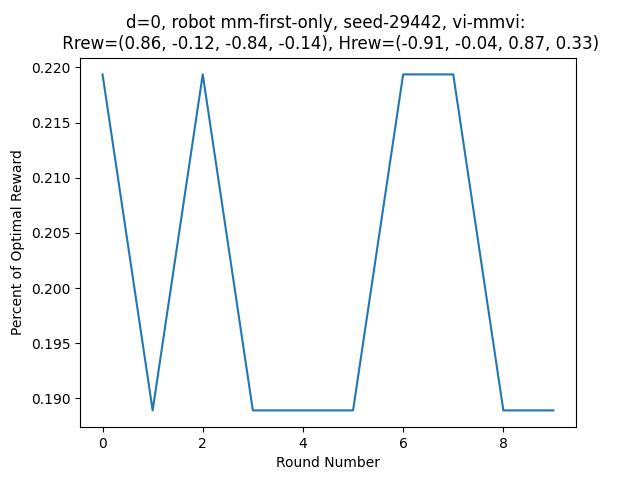 d=0, robot mm-first-only, seed-29442, vi-mmvi:
Rrew=(0.86, -0.12, -0.84, -0.14), Hrew=(-0.91, -0.04, 0.87, 0.33)
0.220
0.215
0.210
0.205
0.200
0.195
0.190
Percent of Optimal Reward
0 2 4 6 8
Round Number